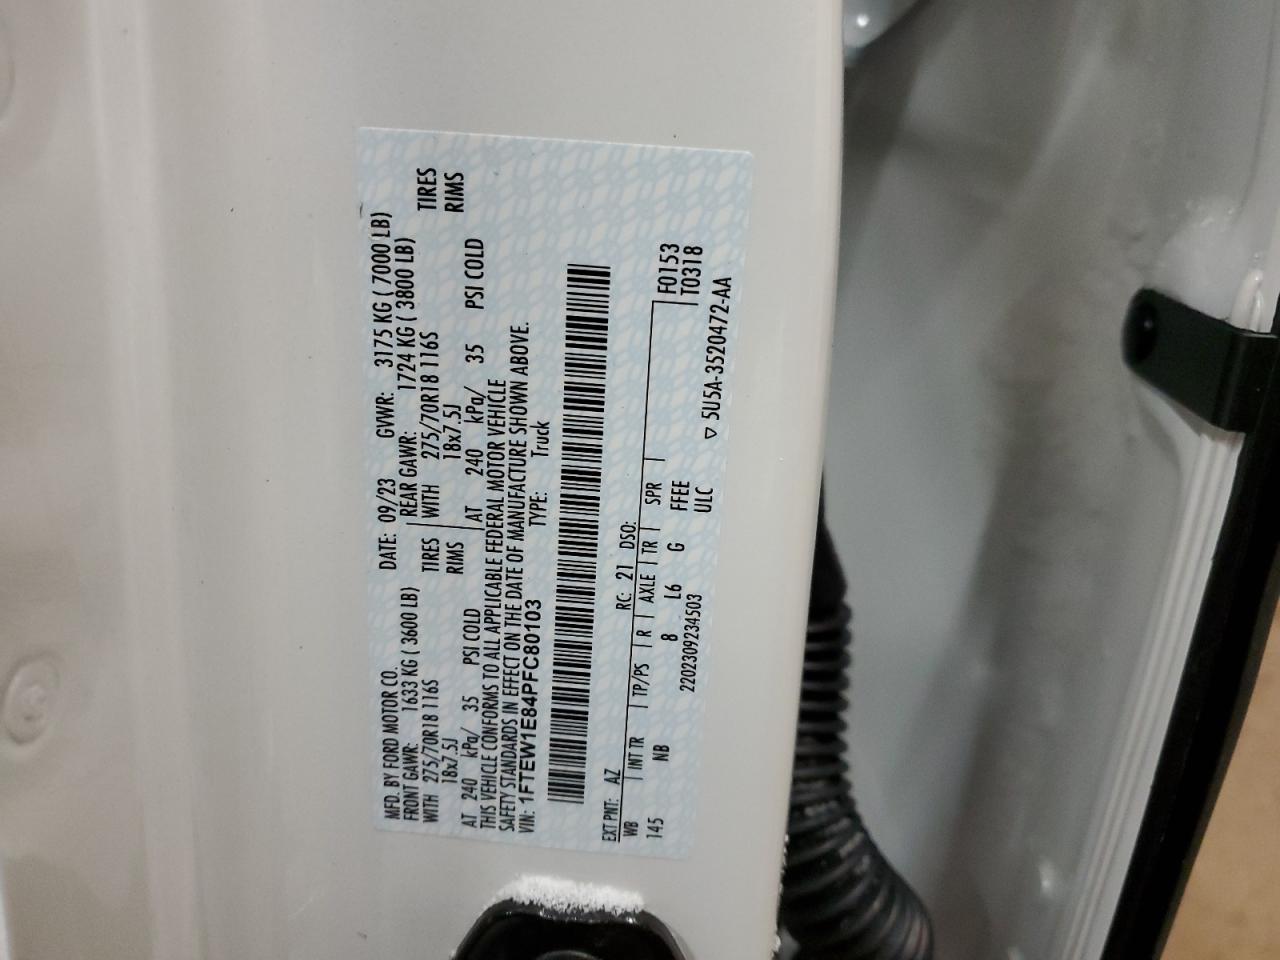 MFD. BY FORD MOTOR CO.
DATE: 09/23 GVWR: 3175 KG ( 7000 LB)
FRONT GAWR: 1633 KG ( 3600 LB)
REAR GAWR: 1724 KG ( 3800 LB)
WITH 275/70R18 116S TIRES WITH 275/70R18 116S TIRES
18x7.5J RIMS 18x7.5J RIMS
AT 240 kPa/ 35 PSI COLD AT 240 kPa/ 35 PSI COLD
THIS VEHICLE CONFORMS TO ALL APPLICABLE FEDERAL MOTOR VEHICLE
SAFETY STANDARDS IN EFFECT ON THE DATE OF MANUFACTURE SHOWN ABOVE.
VIN: 1FTEW1E84PFC80103 TYPE: Truck
EXT PNT: AZ RC: 21 DSO:
WB INT TR TP/PS R AXLE TR SPR F0153
145 NB 8 L6 G FFEE T0318
2202309234503 ULC
▽ 5U5A-3520472-AA